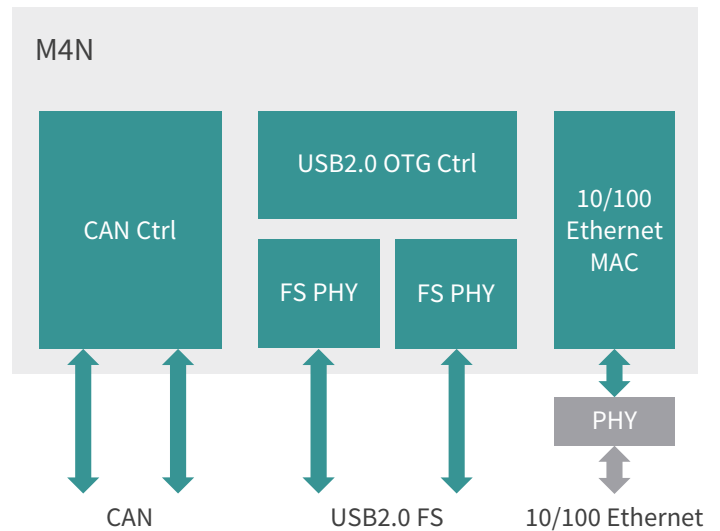 M4N
CAN Ctrl
USB2.0 OTG Ctrl
FS PHY
FS PHY
10/100
Ethernet
MAC
PHY
CAN
USB2.0 FS
10/100 Ethernet